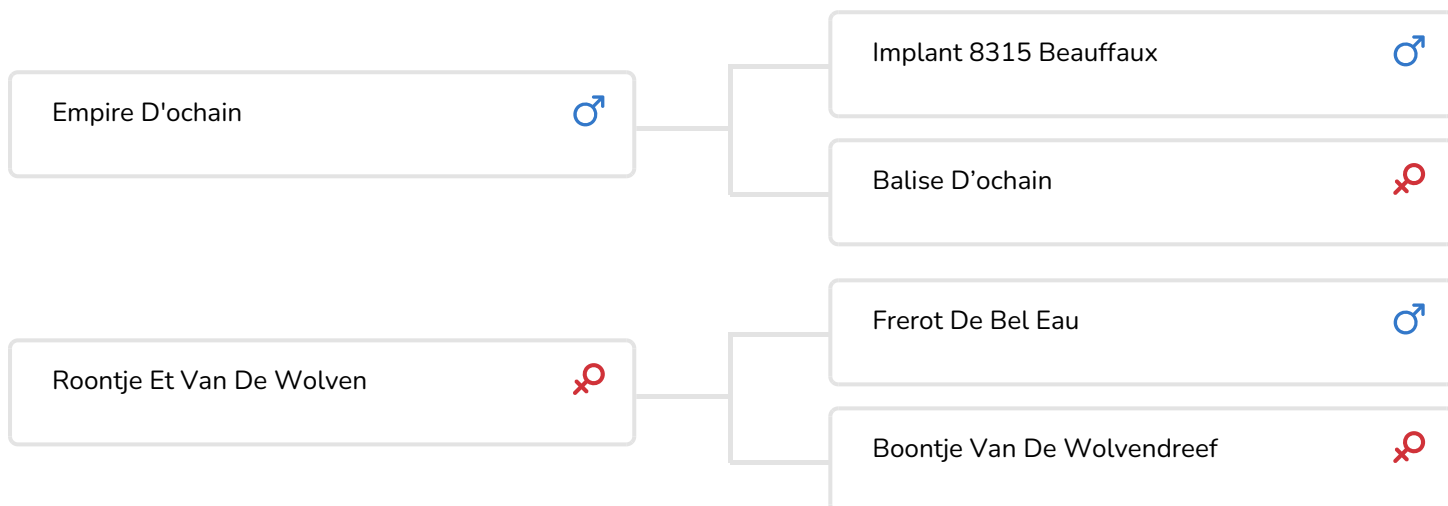 Implant 8315 Beauffaux
Empire D'ochain
Balise D’ochain
Frerot De Bel Eau
Roontje Et Van De Wolven
Boontje Van De Wolvendreef